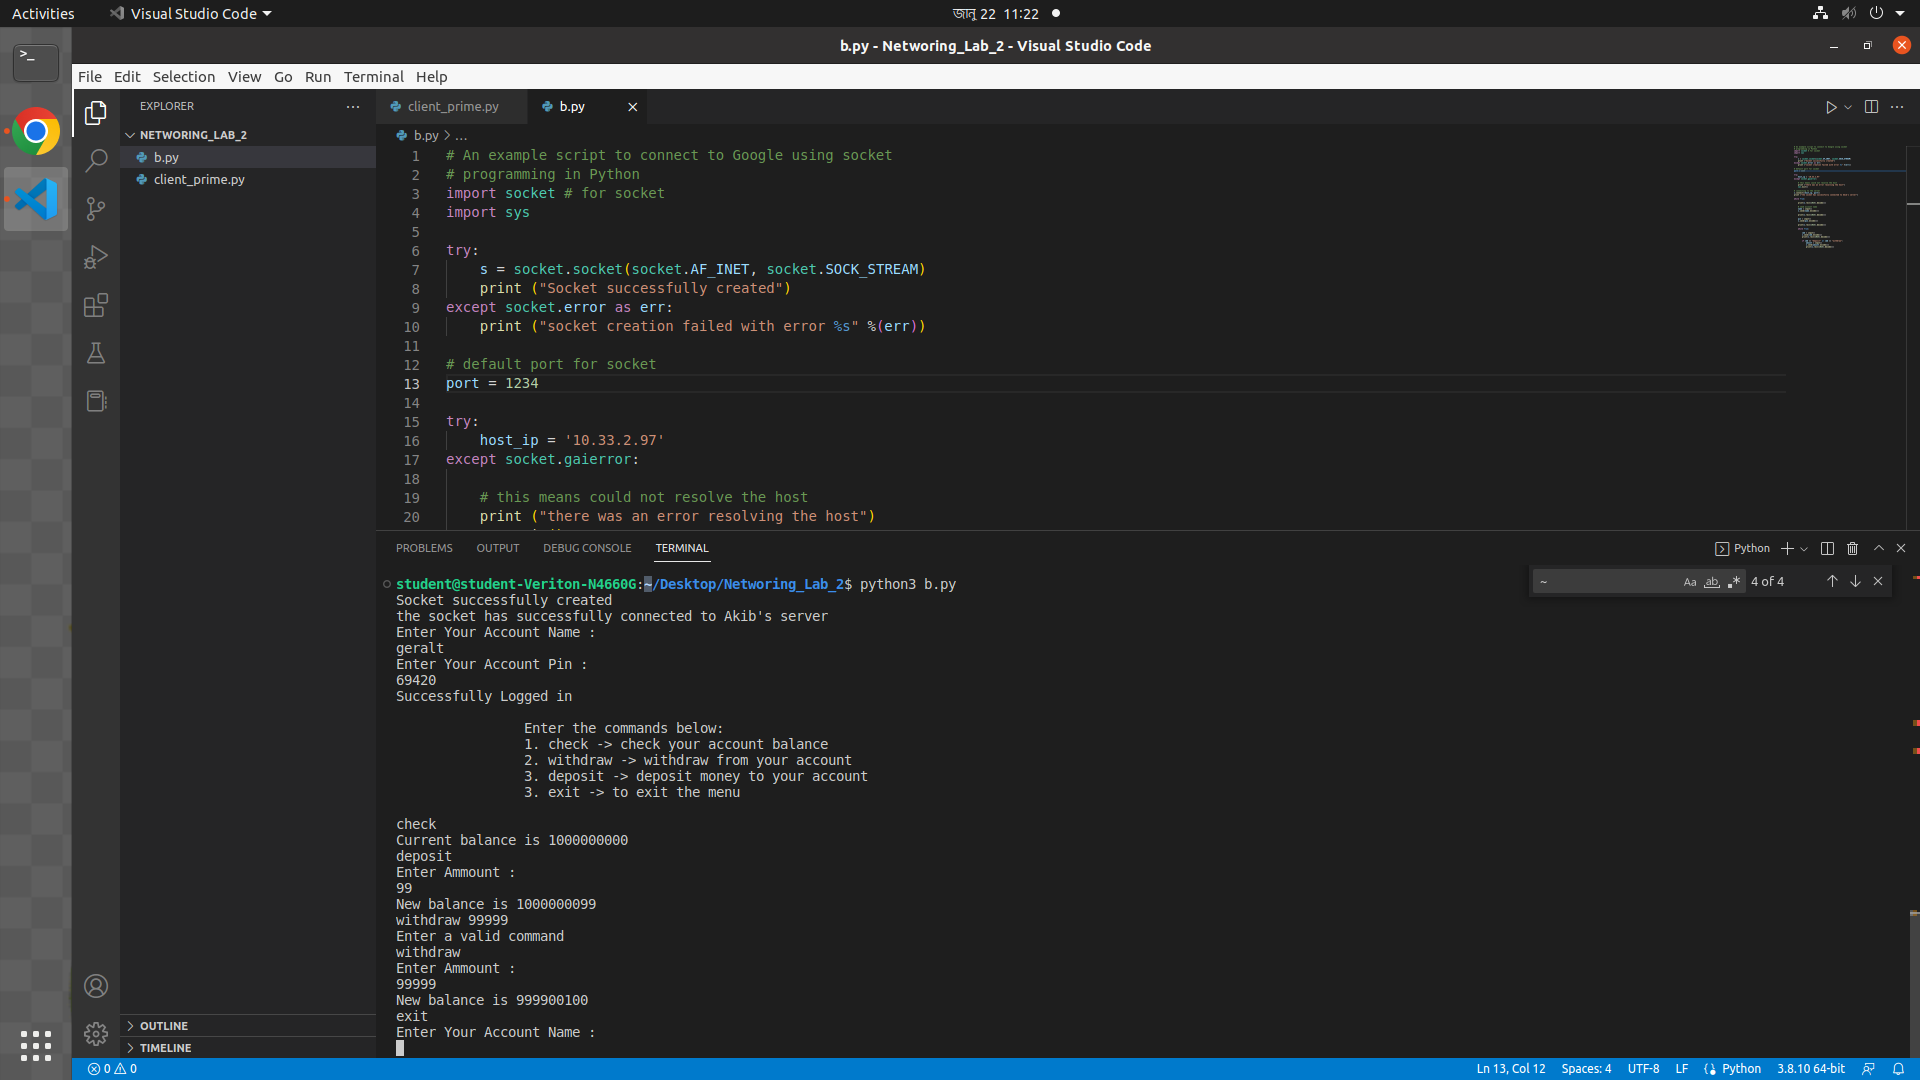 Activities
Visual Studio Code
জানু 22 11:22
b.py - Networing_Lab_2 - Visual Studio Code
File Edit Selection View Go Run Terminal Help
EXPLORER
NETWORING_LAB_2
b.py
client_prime.py
OUTLINE
TIMELINE
client_prime.py
b.py
b.py > ...
1 # An example script to connect to Google using socket
2 # programming in Python
3 import socket # for socket
4 import sys
5
6 try:
7 s = socket.socket(socket.AF_INET, socket.SOCK_STREAM)
8 print ("Socket successfully created")
9 except socket.error as err:
10 print ("socket creation failed with error %s" %(err))
11
12 # default port for socket
13 port = 1234
14
15 try:
16 host_ip = '10.33.2.97'
17 except socket.gaierror:
18
19 # this means could not resolve the host
20 print ("there was an error resolving the host")
PROBLEMS OUTPUT DEBUG CONSOLE TERMINAL
Python
~ Aa ab .* 4 of 4
student@student-Veriton-N4660G:~/Desktop/Networing_Lab_2$ python3 b.py
Socket successfully created
the socket has successfully connected to Akib's server
Enter Your Account Name :
geralt
Enter Your Account Pin :
69420
Successfully Logged in
Enter the commands below:
1. check -> check your account balance
2. withdraw -> withdraw from your account
3. deposit -> deposit money to your account
3. exit -> to exit the menu
check
Current balance is 1000000000
deposit
Enter Ammount :
99
New balance is 1000000099
withdraw 99999
Enter a valid command
withdraw
Enter Ammount :
99999
New balance is 999900100
exit
Enter Your Account Name :
0 0
Ln 13, Col 12 Spaces: 4 UTF-8 LF Python 3.8.10 64-bit